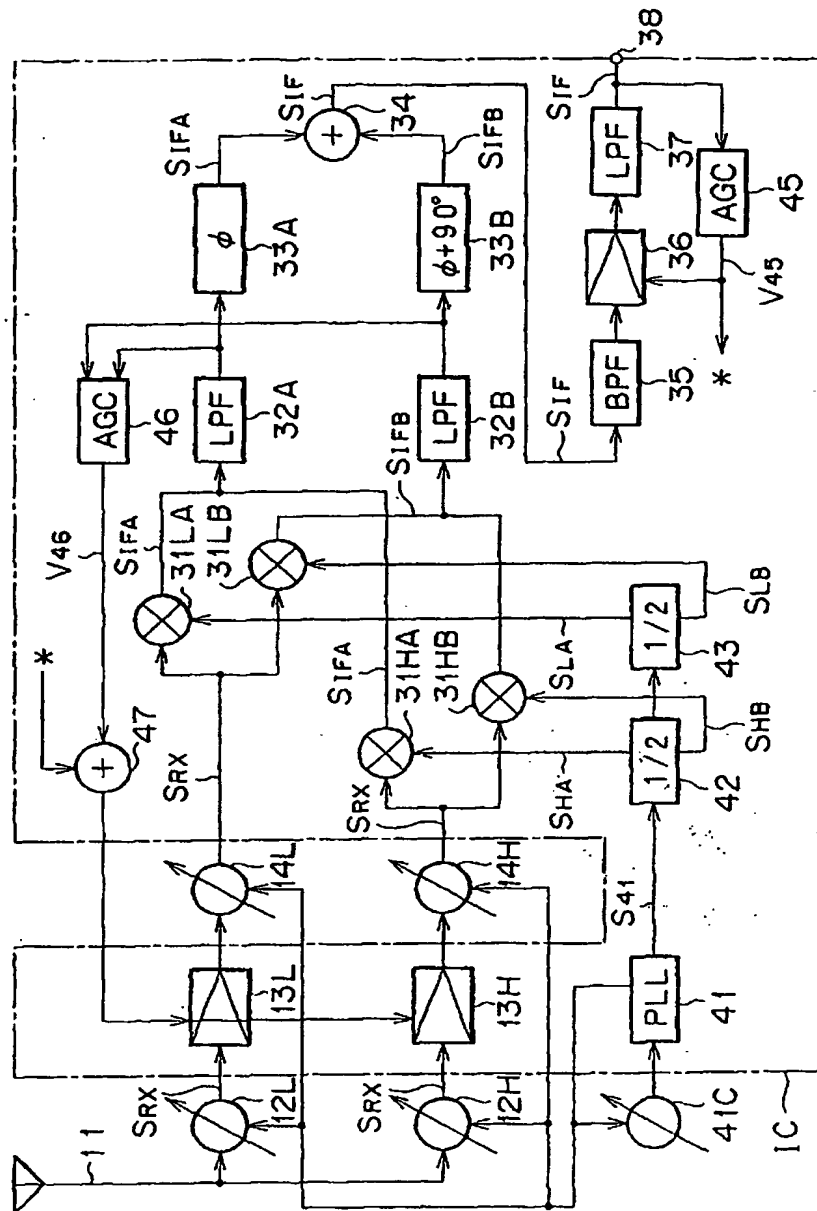 11
SRX
12L
SRX
12H
41C
IC
13L
13H
PLL
41
S41
14L
14H
SRX
SRX
*
47
+
V46
AGC
46
SIFA
31LA
31LB
SIFA
31HA
31HB
SHA
SLA
1/2
42
SHB
1/2
43
SLB
LPF
32A
SIFB
LPF
32B
ϕ
33A
ϕ+90°
33B
SIFA
SIFB
+
34
SIF
SIF
BPF
35
36
LPF
37
SIF
38
AGC
45
V45
*